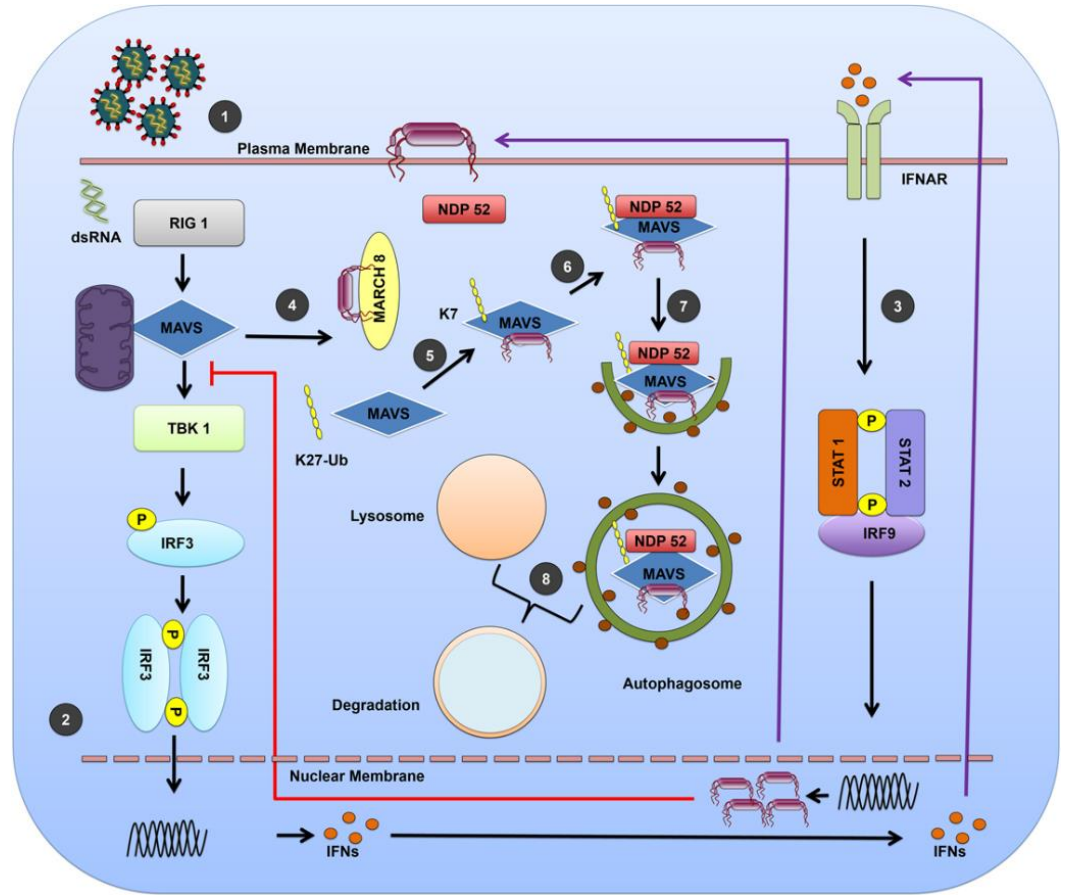 1
Plasma Membrane
IFNAR
dsRNA
RIG 1
NDP 52
NDP 52
MAVS
MARCH 8
MAVS
4
K7
MAVS
6
7
3
5
NDP 52
MAVS
TBK 1
K27-Ub
MAVS
P
STAT 1
STAT 2
P
IRF9
Lysosome
P
IRF3
NDP 52
MAVS
8
P
IRF3
IRF3
P
Autophagosome
Degradation
2
Nuclear Membrane
IFNs
IFNs